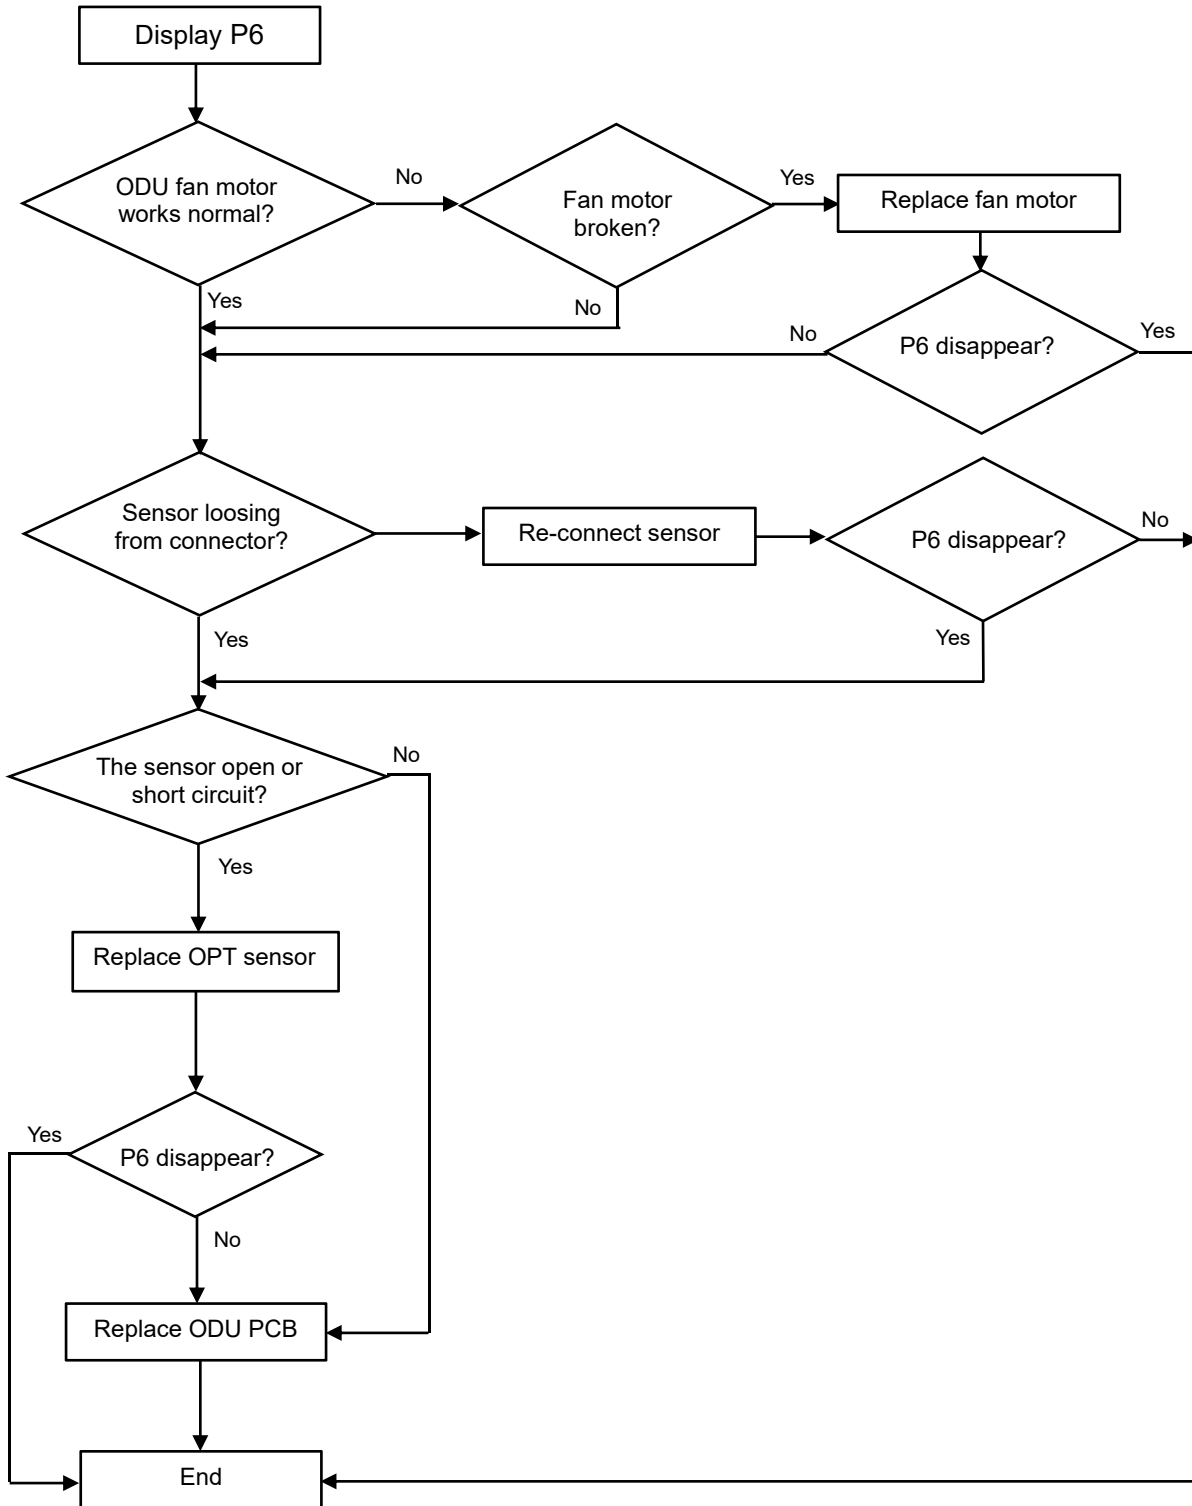 Display P6
ODU fan motor
works normal?
No
Fan motor
broken?
Yes
Replace fan motor
Yes
No
No
P6 disappear?
Yes
Sensor loosing
from connector?
Re-connect sensor
P6 disappear?
No
Yes
Yes
The sensor open or
short circuit?
No
Yes
Replace OPT sensor
Yes
P6 disappear?
No
Replace ODU PCB
End